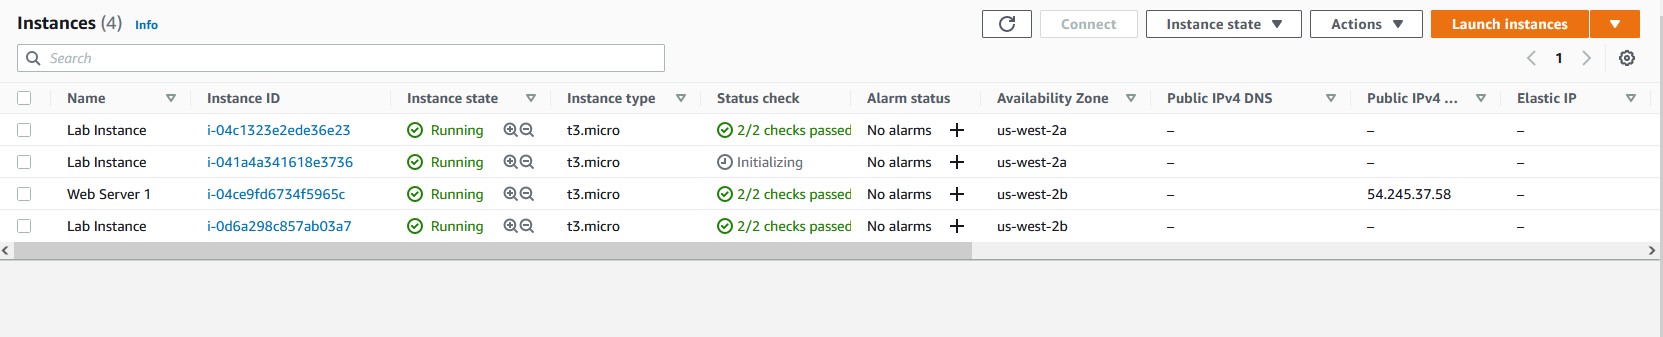 Instances (4) Info Connect Instance state Actions Launch instances
Search 1
Name Instance ID Instance state Instance type Status check Alarm status Availability Zone Public IPv4 DNS Public IPv4 ... Elastic IP
Lab Instance i-04c1323e2ede36e23 Running t3.micro 2/2 checks passed No alarms + us-west-2a – – –
Lab Instance i-041a4a341618e3736 Running t3.micro Initializing No alarms + us-west-2a – – –
Web Server 1 i-04ce9fd6734f5965c Running t3.micro 2/2 checks passed No alarms + us-west-2b – 54.245.37.58 –
Lab Instance i-0d6a298c857ab03a7 Running t3.micro 2/2 checks passed No alarms + us-west-2b – – –